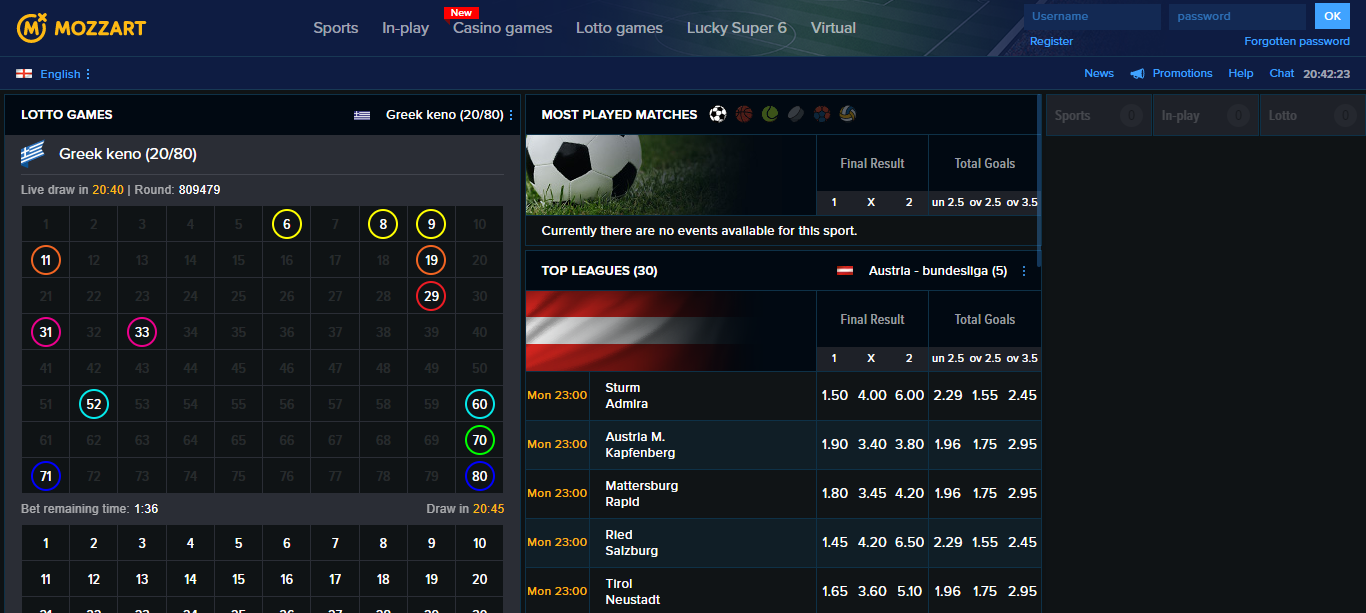 MOZZART
Sports
In-play
New
Casino games
Lotto games
Lucky Super 6
Virtual
Username
password
OK
Register
Forgotten password
English
News
Promotions
Help
Chat
20:42:23
LOTTO GAMES
Greek keno (20/80)
Greek keno (20/80)
Live draw in 20:40 | Round: 809479
1 2 3 4 5 6 7 8 9 10
11 12 13 14 15 16 17 18 19 20
21 22 23 24 25 26 27 28 29 30
31 32 33 34 35 36 37 38 39 40
41 42 43 44 45 46 47 48 49 50
51 52 53 54 55 56 57 58 59 60
61 62 63 64 65 66 67 68 69 70
71 72 73 74 75 76 77 78 79 80
Bet remaining time: 1:36
Draw in 20:45
1 2 3 4 5 6 7 8 9 10
11 12 13 14 15 16 17 18 19 20
MOST PLAYED MATCHES
Final Result
Total Goals
1 X 2 un 2.5 ov 2.5 ov 3.5
Currently there are no events available for this sport.
TOP LEAGUES (30)
Austria - bundesliga (5)
Final Result
Total Goals
1 X 2 un 2.5 ov 2.5 ov 3.5
Mon 23:00
Sturm
Admira
1.50 4.00 6.00 2.29 1.55 2.45
Mon 23:00
Austria M.
Kapfenberg
1.90 3.40 3.80 1.96 1.75 2.95
Mon 23:00
Mattersburg
Rapid
1.80 3.45 4.20 1.96 1.75 2.95
Mon 23:00
Ried
Salzburg
1.45 4.20 6.50 2.29 1.55 2.45
Mon 23:00
Tirol
Neustadt
1.65 3.60 5.10 1.96 1.75 2.95
Sports 0
In-play 0
Lotto 0